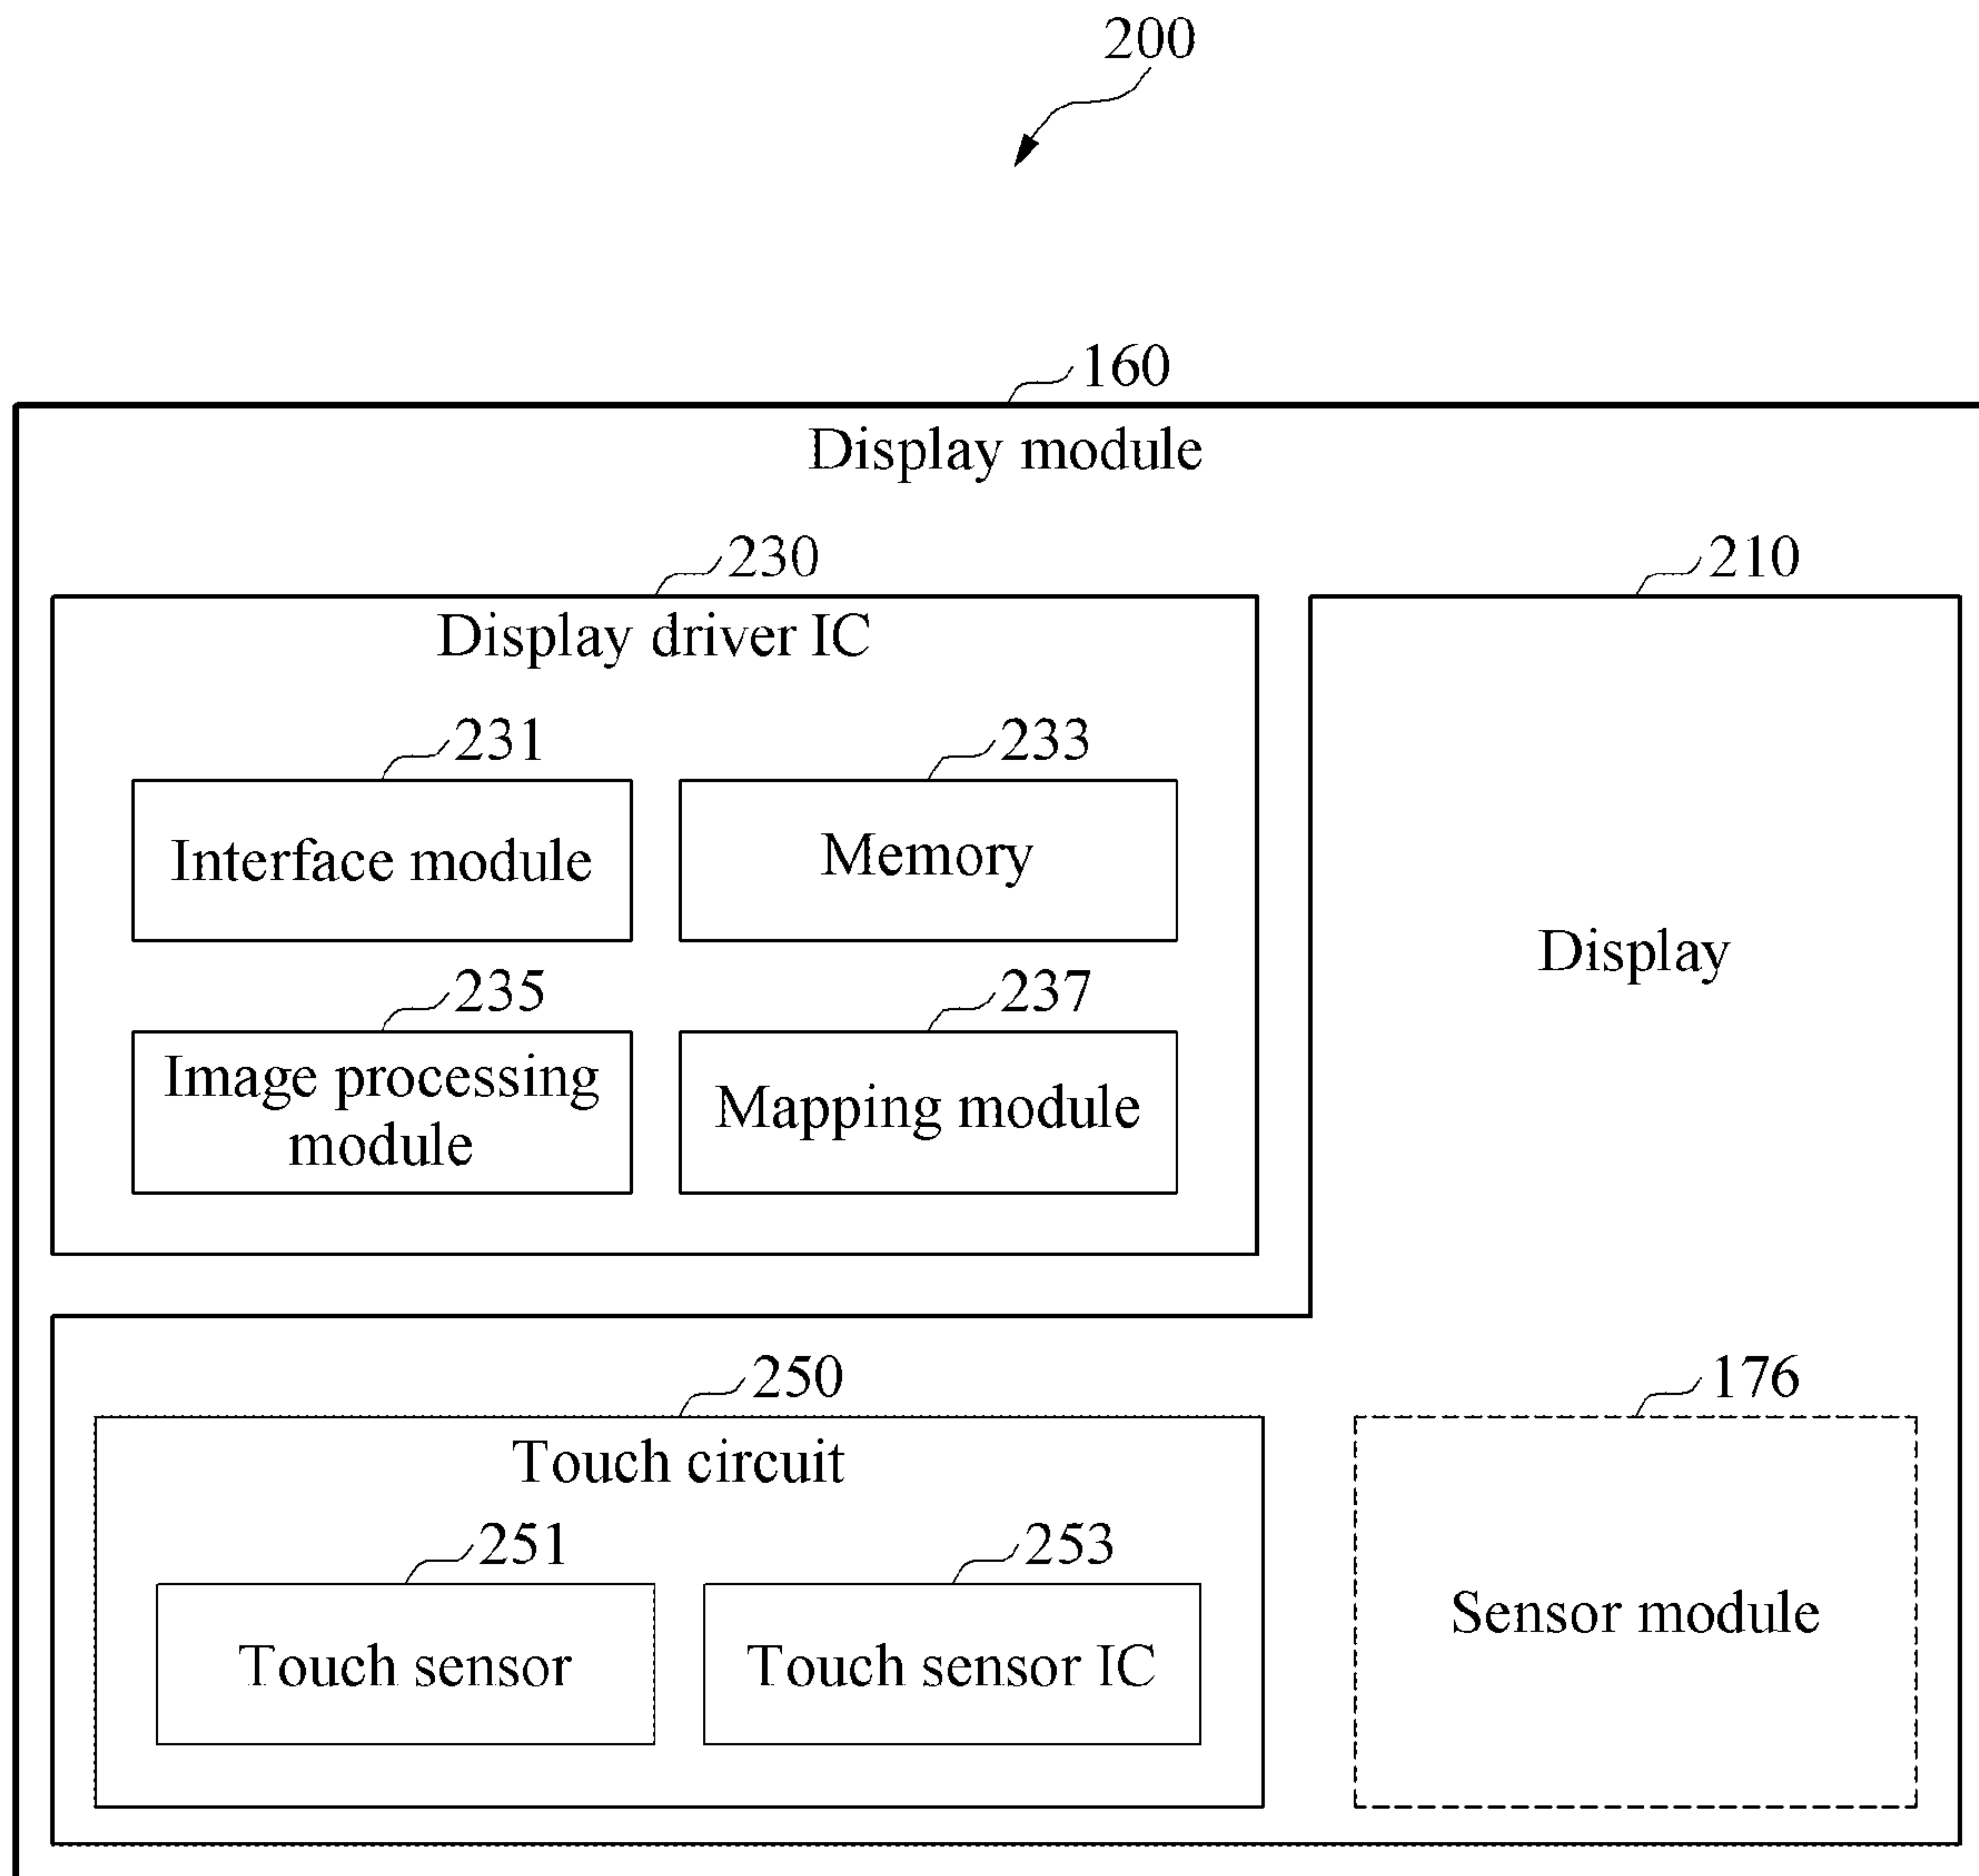 200
160
Display module
230
210
Display driver IC
231
233
Interface module
Memory
Display
235
237
Image processing
module
Mapping module
250
176
Touch circuit
251
253
Sensor module
Touch sensor
Touch sensor IC